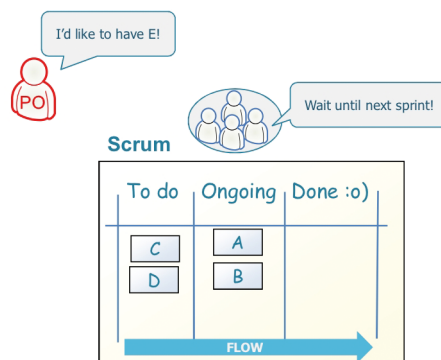 I'd like to have E!
PO
Wait until next sprint!
Scrum
To do Ongoing Done :o)
C A
D B
FLOW